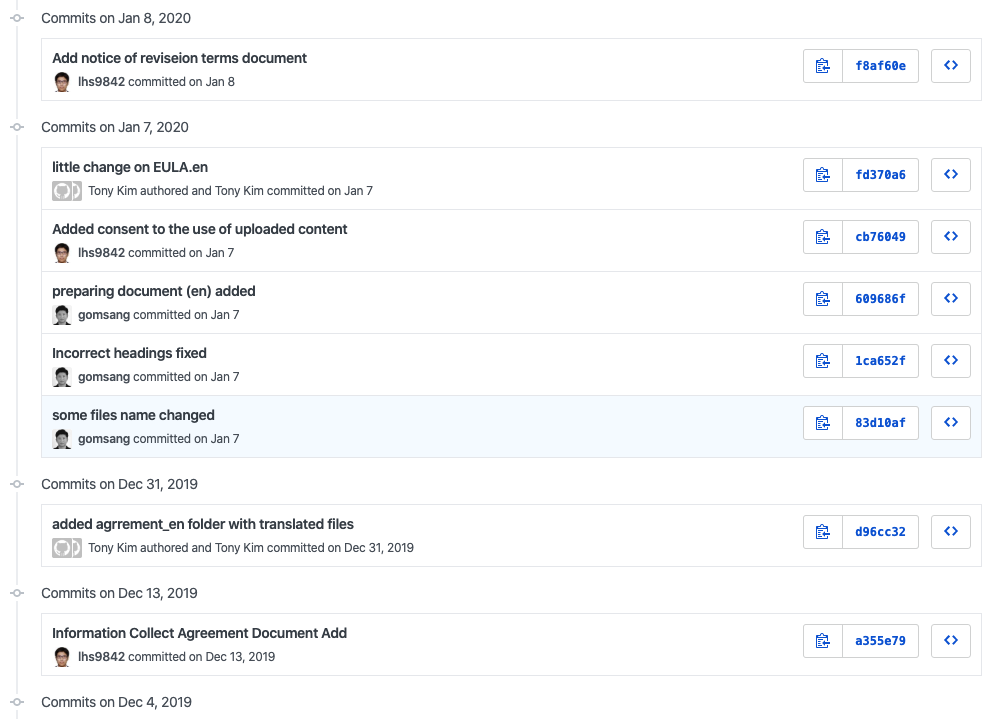 Commits on Jan 8, 2020
Add notice of reviseion terms document
f8af60e
lhs9842 committed on Jan 8
Commits on Jan 7, 2020
little change on EULA.en
fd370a6
Tony Kim authored and Tony Kim committed on Jan 7
Added consent to the use of uploaded content
cb76049
lhs9842 committed on Jan 7
preparing document (en) added
609686f
gomsang committed on Jan 7
Incorrect headings fixed
1ca652f
gomsang committed on Jan 7
some files name changed
83d10af
gomsang committed on Jan 7
Commits on Dec 31, 2019
added agrrement_en folder with translated files
d96cc32
Tony Kim authored and Tony Kim committed on Dec 31, 2019
Commits on Dec 13, 2019
Information Collect Agreement Document Add
a355e79
lhs9842 committed on Dec 13, 2019
Commits on Dec 4, 2019